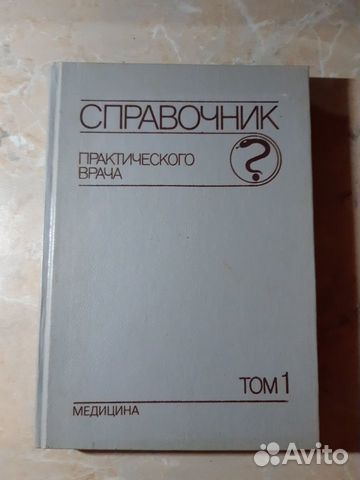 СПРАВОЧНИК
ПРАКТИЧЕСКОГО
ВРАЧА
ТОМ 1
МЕДИЦИНА
Avito